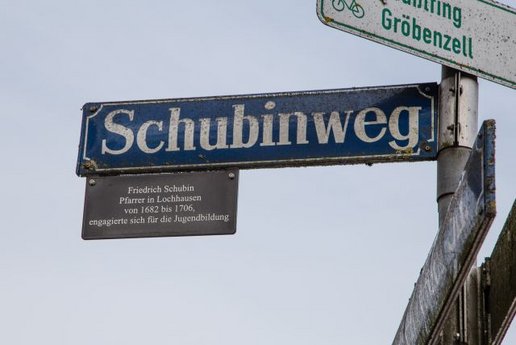 Gröbenzell
Schubinweg
Friedrich Schubin
Pfarrer in Lochhausen
von 1682 bis 1706,
engagierte sich für die Jugendbildung